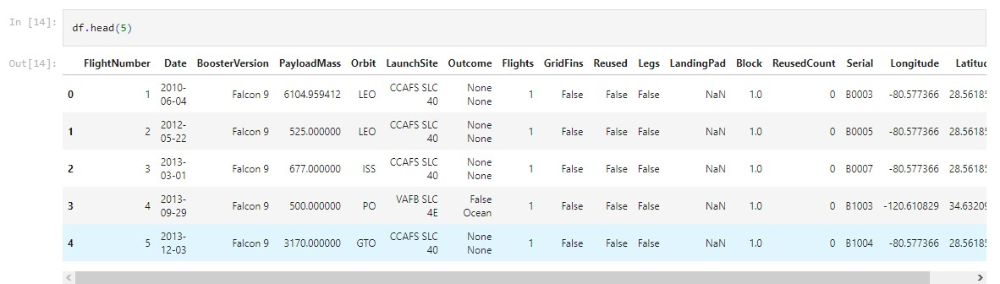 In [14]: df.head(5)
Out[14]: FlightNumber Date BoosterVersion PayloadMass Orbit LaunchSite Outcome Flights GridFins Reused Legs LandingPad Block ReusedCount Serial Longitude Latitud
0 1 2010-06-04 Falcon 9 6104.959412 LEO CCAFS SLC 40 None None 1 False False False NaN 1.0 0 B0003 -80.577366 28.56185
1 2 2012-05-22 Falcon 9 525.000000 LEO CCAFS SLC 40 None None 1 False False False NaN 1.0 0 B0005 -80.577366 28.56185
2 3 2013-03-01 Falcon 9 677.000000 ISS CCAFS SLC 40 None None 1 False False False NaN 1.0 0 B0007 -80.577366 28.56185
3 4 2013-09-29 Falcon 9 500.000000 PO VAFB SLC 4E False Ocean 1 False False False NaN 1.0 0 B1003 -120.610829 34.63209
4 5 2013-12-03 Falcon 9 3170.000000 GTO CCAFS SLC 40 None None 1 False False False NaN 1.0 0 B1004 -80.577366 28.56185